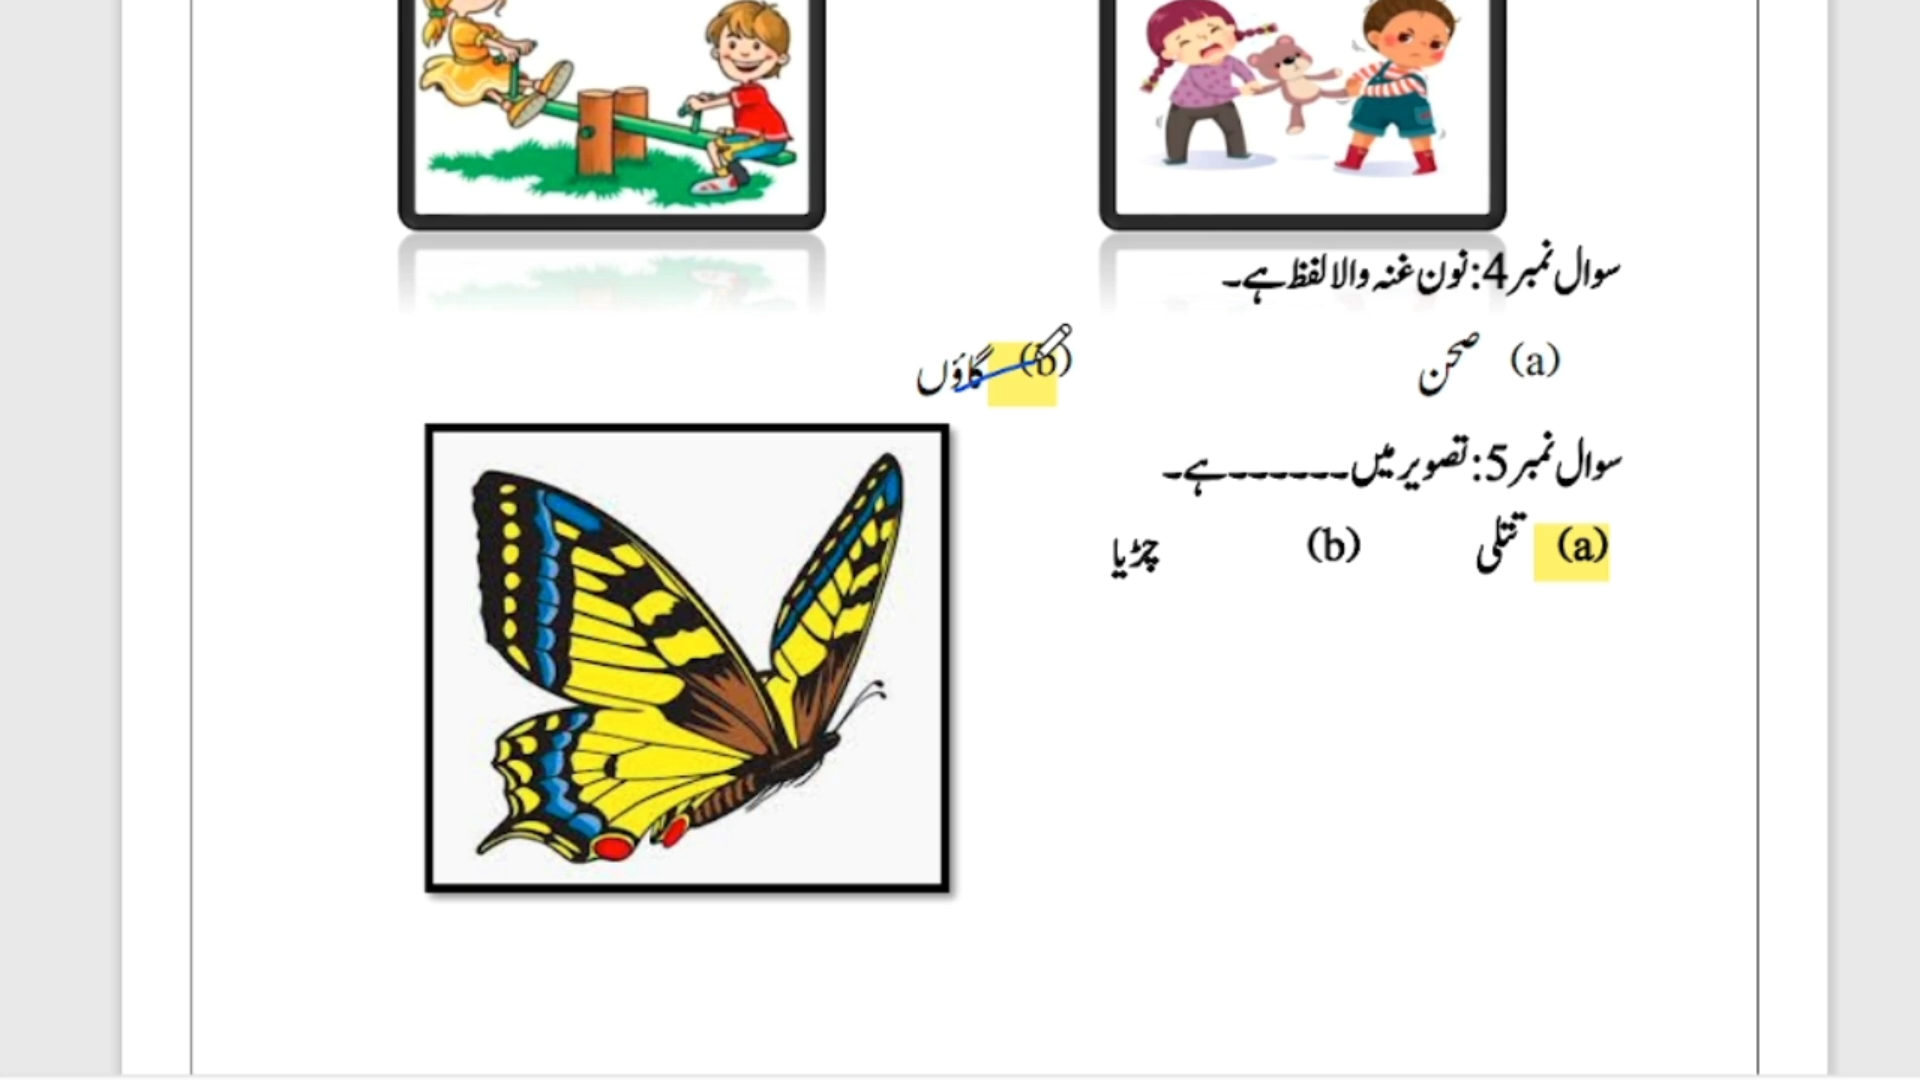 سوال نمبر 4: نون غنہ والا لفظ ہے۔
(a) صحن (b) گاؤں
سوال نمبر 5: تصویر میں ۔۔۔۔۔۔ ہے۔
(a) تتلی (b) چڑیا